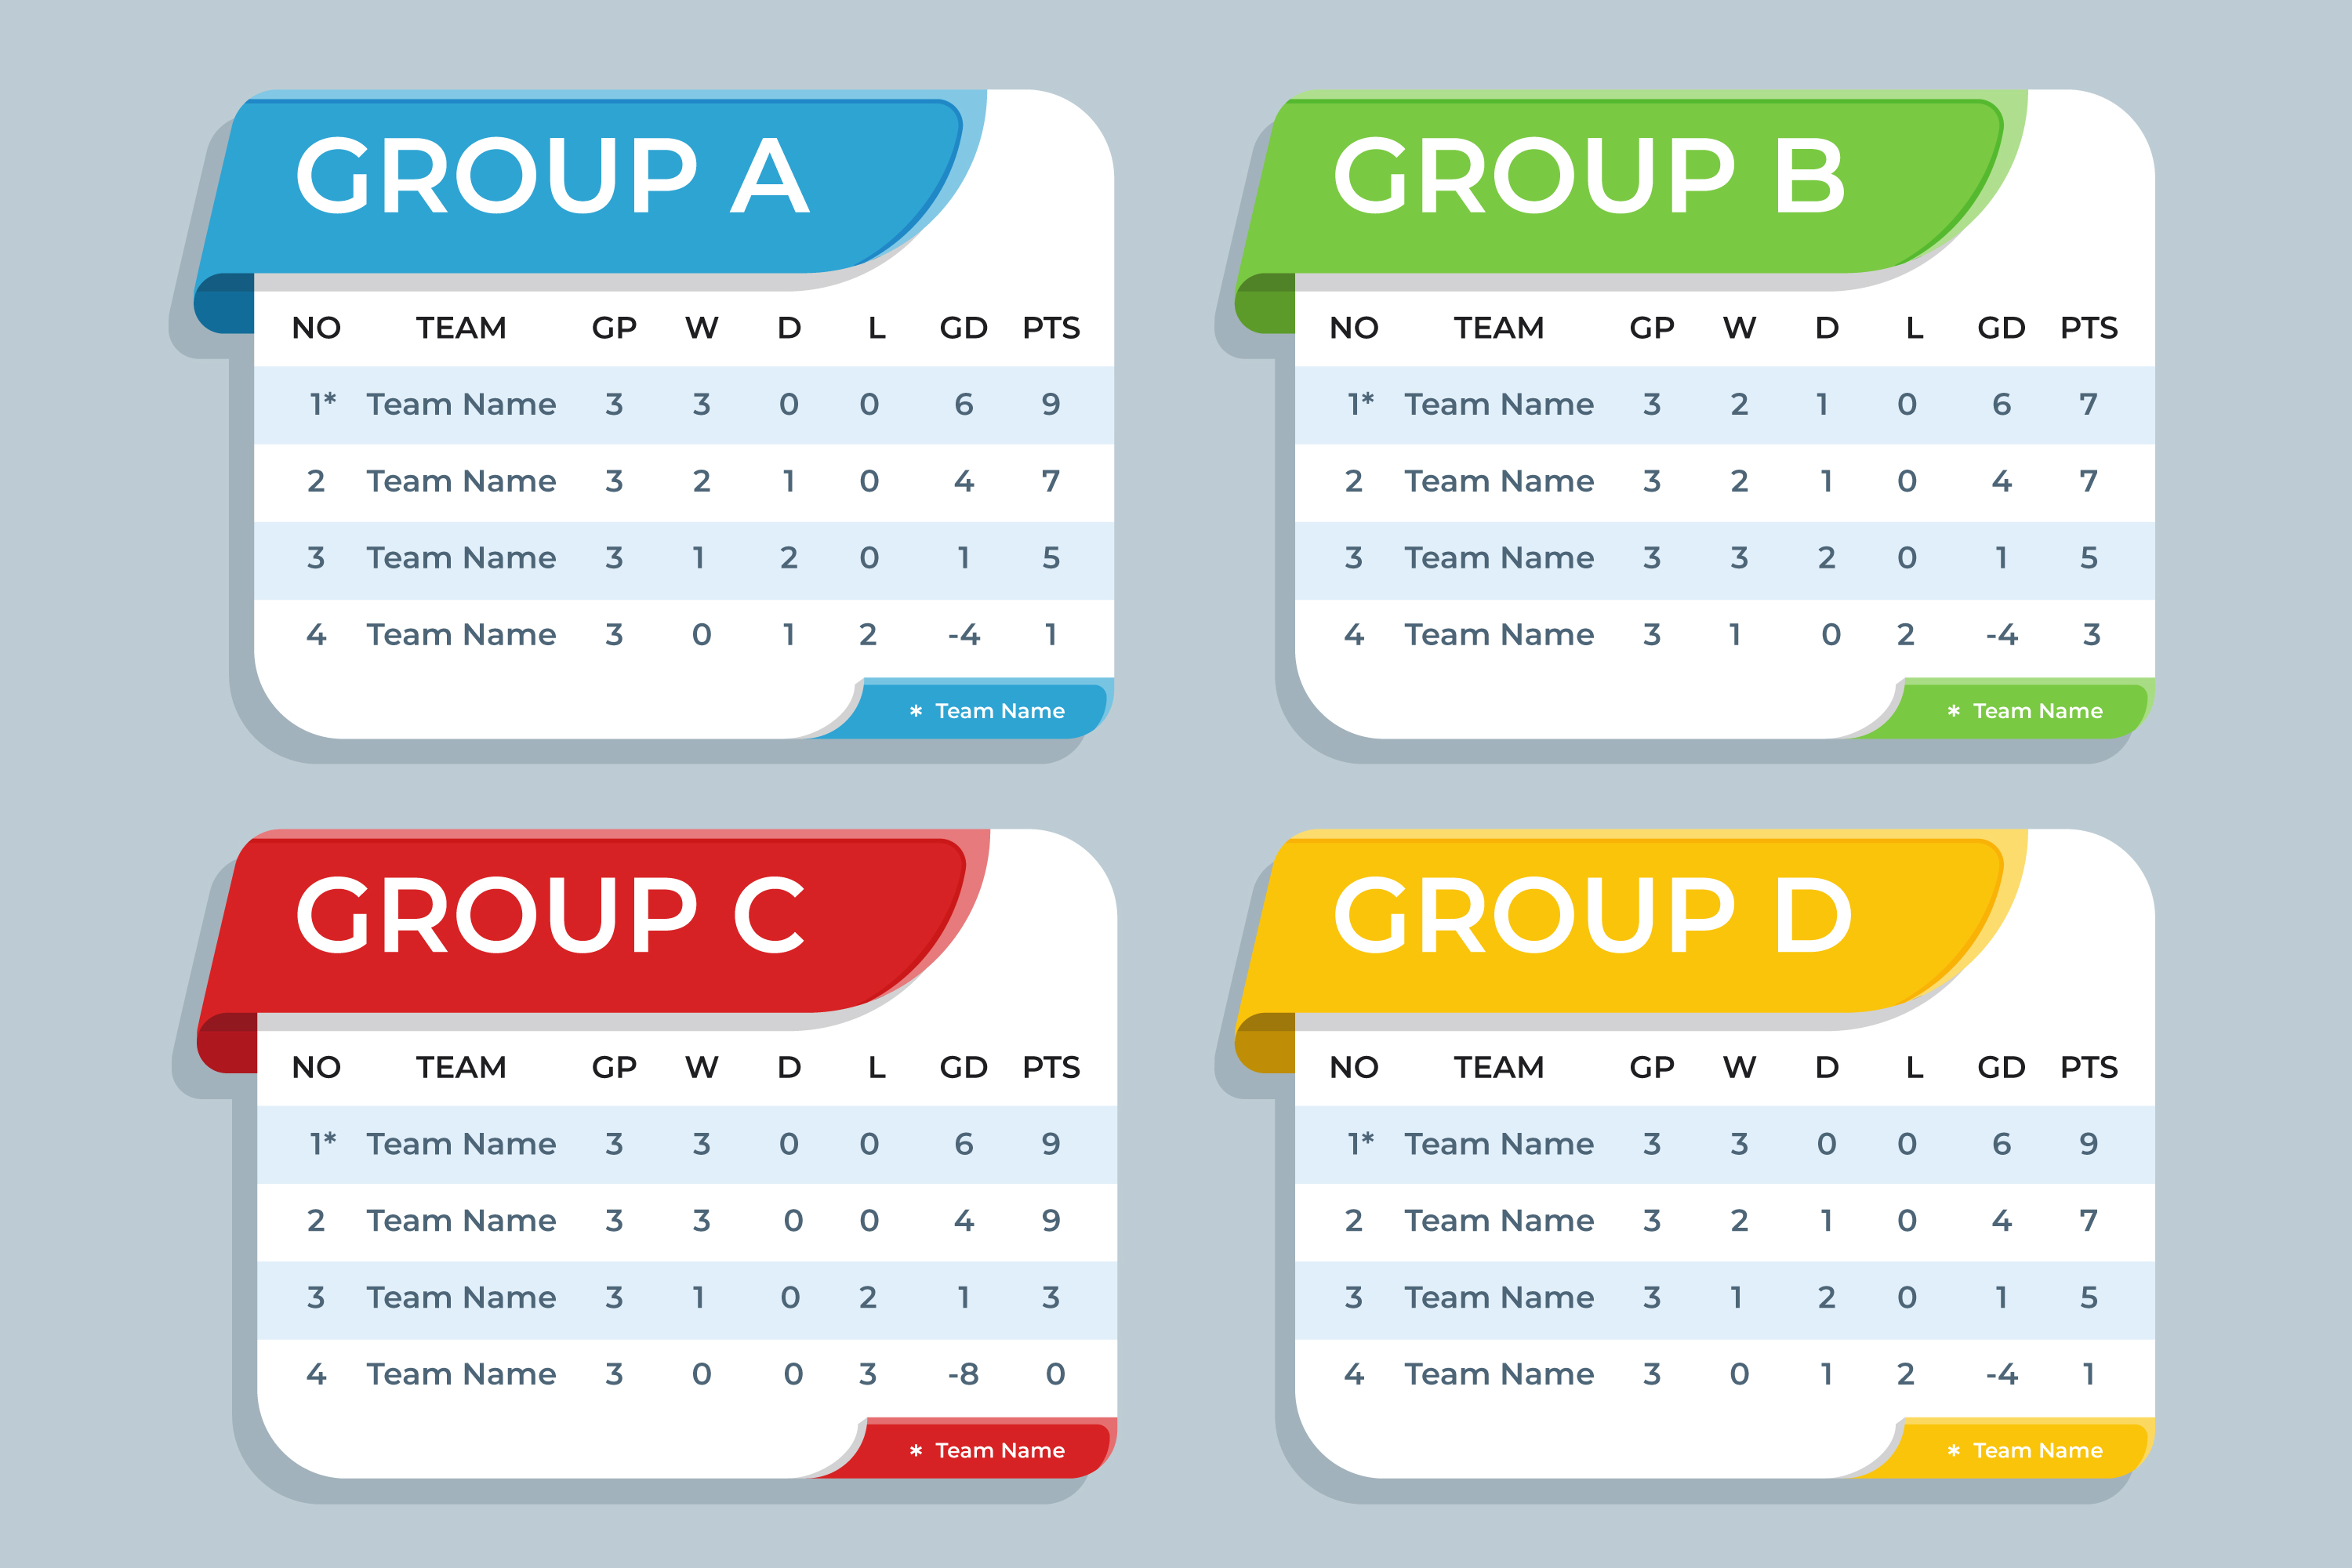 GROUP A
NO TEAM GP W D L GD PTS
1* Team Name 3 3 0 0 6 9
2 Team Name 3 2 1 0 4 7
3 Team Name 3 1 2 0 1 5
4 Team Name 3 0 1 2 -4 1
* Team Name
GROUP B
NO TEAM GP W D L GD PTS
1* Team Name 3 2 1 0 6 7
2 Team Name 3 2 1 0 4 7
3 Team Name 3 3 2 0 1 5
4 Team Name 3 1 0 2 -4 3
* Team Name
GROUP C
NO TEAM GP W D L GD PTS
1* Team Name 3 3 0 0 6 9
2 Team Name 3 3 0 0 4 9
3 Team Name 3 1 0 2 1 3
4 Team Name 3 0 0 3 -8 0
* Team Name
GROUP D
NO TEAM GP W D L GD PTS
1* Team Name 3 3 0 0 6 9
2 Team Name 3 2 1 0 4 7
3 Team Name 3 1 2 0 1 5
4 Team Name 3 0 1 2 -4 1
* Team Name